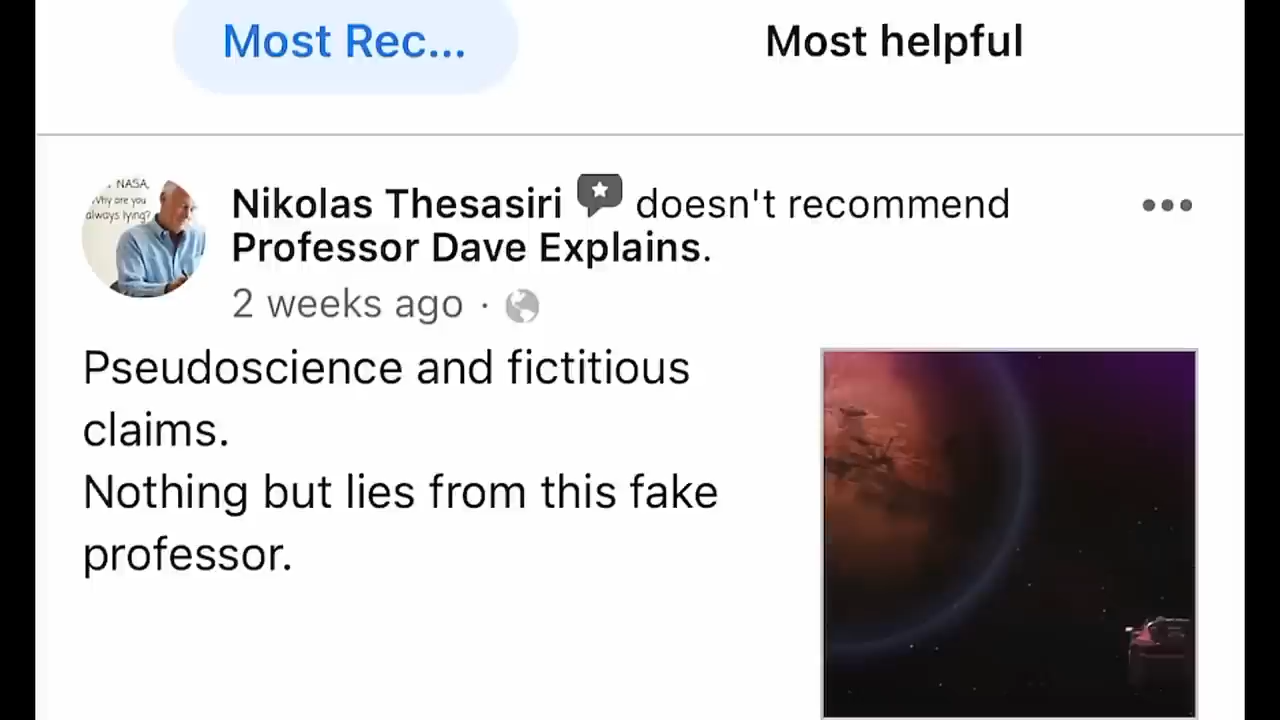 Most Rec...
Most helpful
NASA,
Why are you
always lying?
Nikolas Thesasiri doesn't recommend
Professor Dave Explains.
2 weeks ago ·
Pseudoscience and fictitious
claims.
Nothing but lies from this fake
professor.